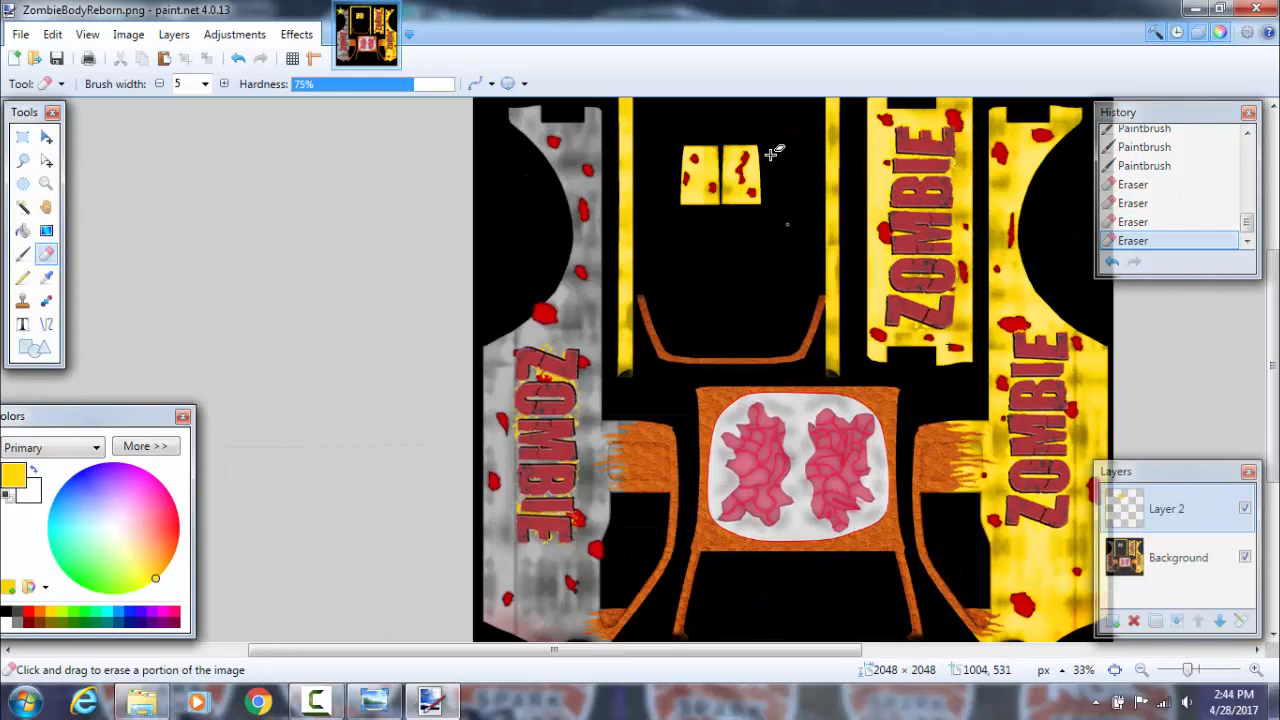 ZombieBodyReborn.png - paint.net 4.0.13
File Edit View Image Layers Adjustments Effects
Tool: Brush width: 5 Hardness: 75%
Tools
History
Paintbrush
Paintbrush
Paintbrush
Eraser
Eraser
Eraser
Eraser
ZOMBIE
ZOMBIE
ZOMBIE
olors
Primary
More >>
Layers
Layer 2
Background
Click and drag to erase a portion of the image
2048 × 2048
1004, 531
px
33%
2:44 PM
4/28/2017